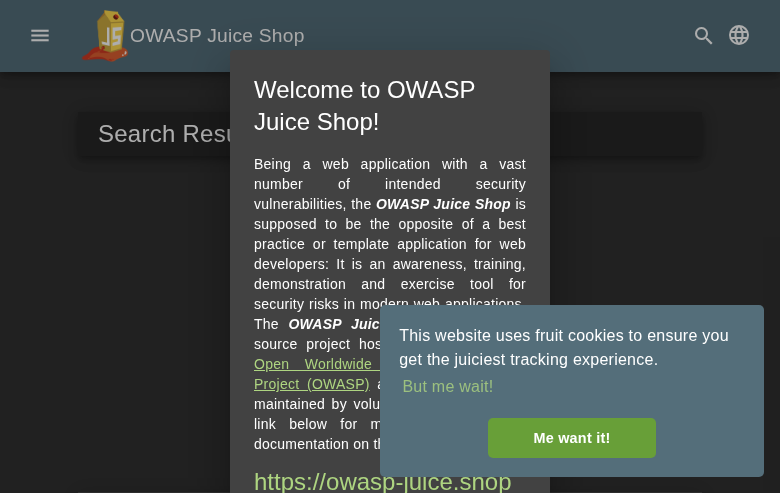 OWASP Juice Shop
Search Resu
Welcome to OWASP
Juice Shop!
Being a web application with a vast
number of intended security
vulnerabilities, the OWASP Juice Shop is
supposed to be the opposite of a best
practice or template application for web
developers: It is an awareness, training,
demonstration and exercise tool for
security risks in modern web applications.
The OWASP Juic
source project hos
Open Worldwide
Project (OWASP) a
maintained by volu
link below for m
documentation on th
https://owasp-juice.shop
This website uses fruit cookies to ensure you
get the juiciest tracking experience.
But me wait!
Me want it!